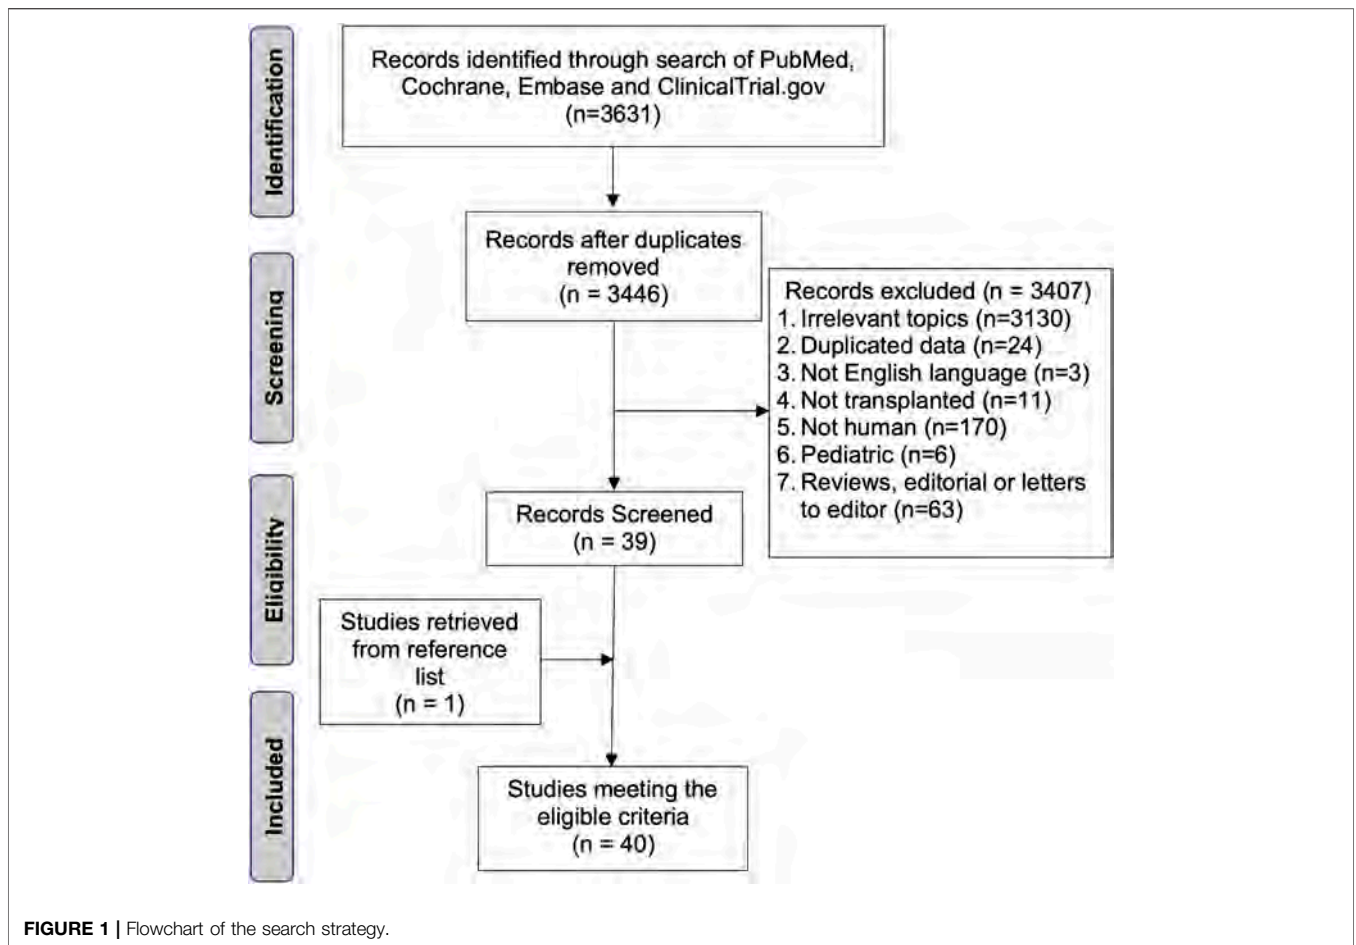 Identification
Records identified through search of PubMed,
Cochrane, Embase and ClinicalTrial.gov
(n=3631)
Records after duplicates
removed
(n = 3446)
Screening
Records excluded (n = 3407)
1. Irrelevant topics (n=3130)
2. Duplicated data (n=24)
3. Not English language (n=3)
4. Not transplanted (n=11)
5. Not human (n=170)
6. Pediatric (n=6)
7. Reviews, editorial or letters
to editor (n=63)
Records Screened
(n = 39)
Eligibility
Studies retrieved
from reference
list
(n = 1)
Included
Studies meeting the
eligible criteria
(n = 40)
FIGURE 1 | Flowchart of the search strategy.